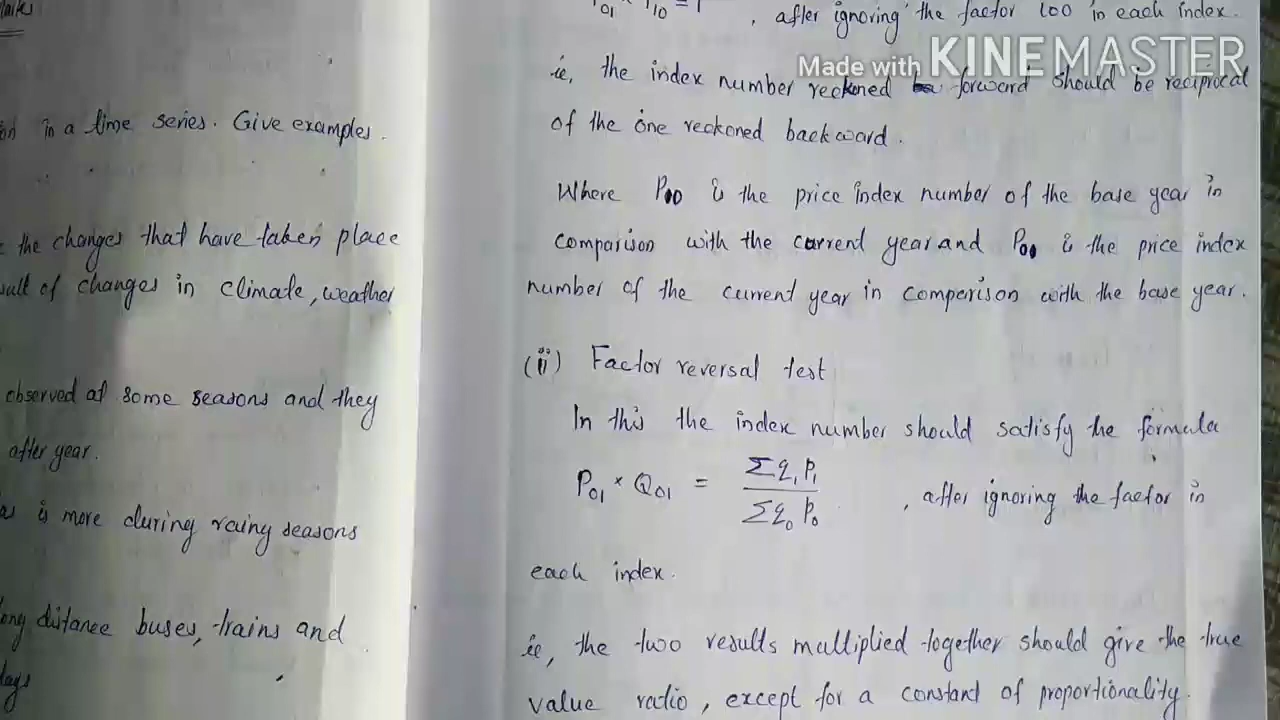 in a time series. Give examples.
the changes that have taken place
of changes in climate, weather
observed at some seasons and they
after year.
is more during rainy seasons
distance buses, trains and
P01 P10 = 1 , after ignoring the factor 100 in each index.
Made with KINEMASTER
ie, the index number reckoned forward should be reciprocal
of the one reckoned backward.
Where is the price index number of the base year in
comparison with the current year and is the price index
number of the current year in comparison with the base year.
(ii) Factor reversal test
In this the index number should satisfy the formula
P01 × Q01 = Σq1 p1 / Σq0 p0 , after ignoring the factor in
each index.
ie, the two results multiplied together should give the true
value ratio, except for a constant of proportionality.